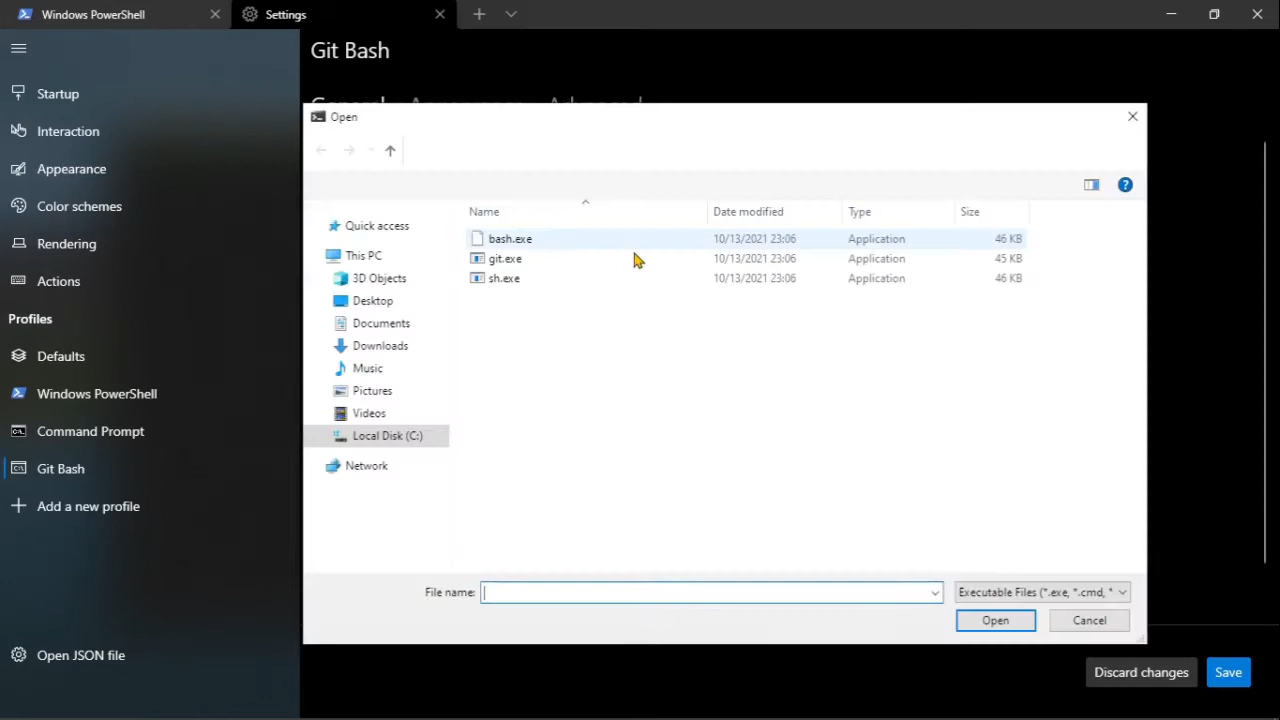 Windows PowerShell
Settings
Git Bash
Startup
Interaction
Appearance
Color schemes
Rendering
Actions
Profiles
Defaults
Windows PowerShell
Command Prompt
Git Bash
Add a new profile
Open JSON file
General Appearance Advanced
Open
Name Date modified Type Size
Quick access
This PC
3D Objects
Desktop
Documents
Downloads
Music
Pictures
Videos
Local Disk (C:)
Network
bash.exe 10/13/2021 23:06 Application 46 KB
git.exe 10/13/2021 23:06 Application 45 KB
sh.exe 10/13/2021 23:06 Application 46 KB
File name: Executable Files (*.exe, *.cmd, *
Open Cancel
Discard changes Save